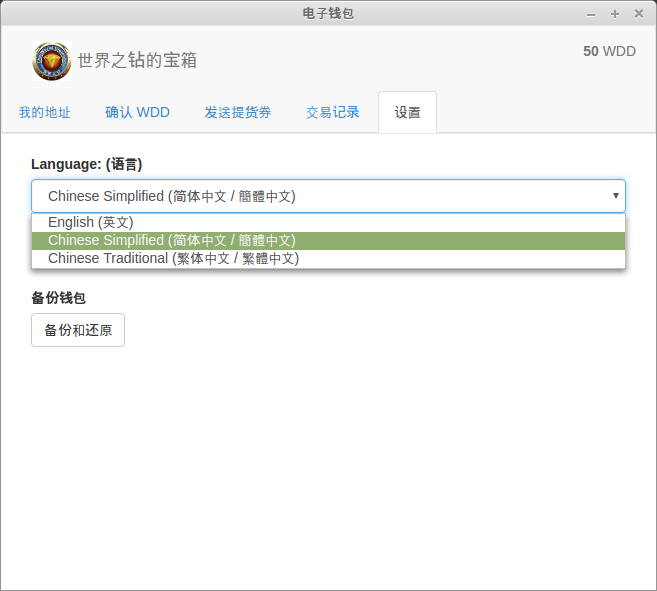 电子钱包
世界之钻的宝箱
50 WDD
我的地址 确认 WDD 发送提货券 交易记录 设置
Language: (语言)
Chinese Simplified (简体中文 / 簡體中文)
English (英文)
Chinese Simplified (简体中文 / 簡體中文)
Chinese Traditional (繁体中文 / 繁體中文)
备份钱包
备份和还原